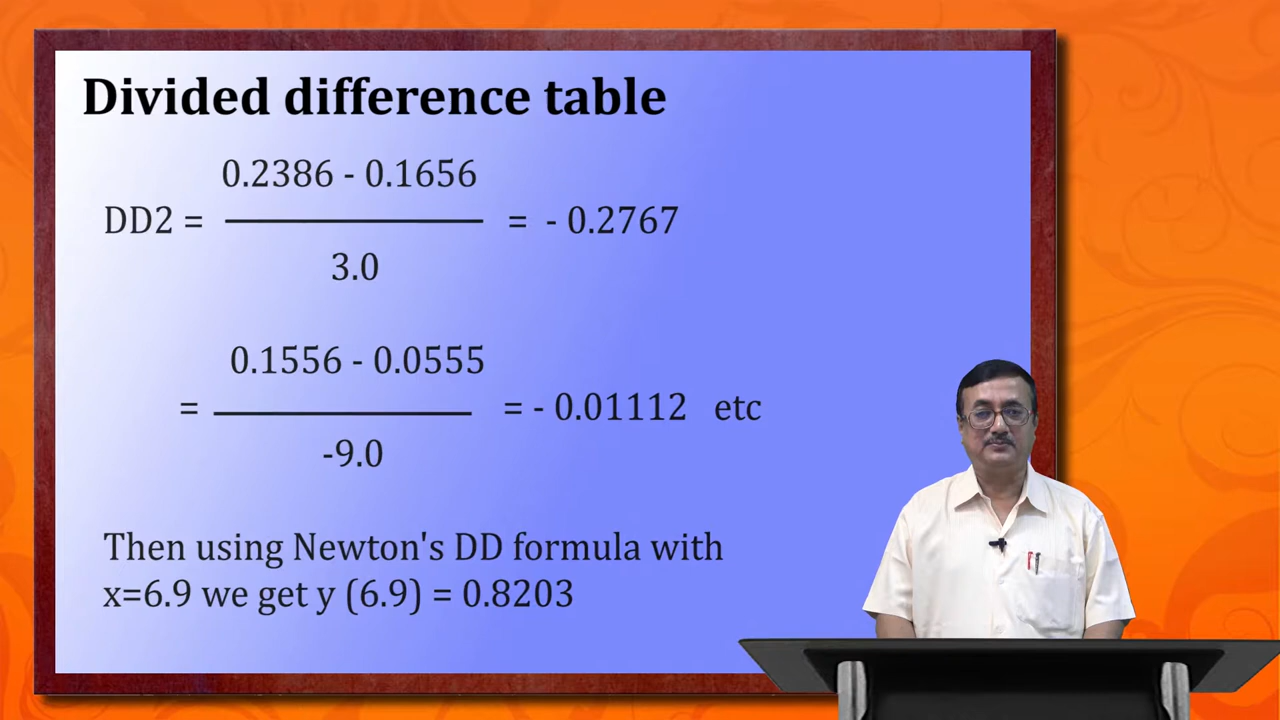 Divided difference table
0.2386 - 0.1656
DD2 = = - 0.2767
3.0
0.1556 - 0.0555
= = - 0.01112 etc
-9.0
Then using Newton's DD formula with
x=6.9 we get y (6.9) = 0.8203